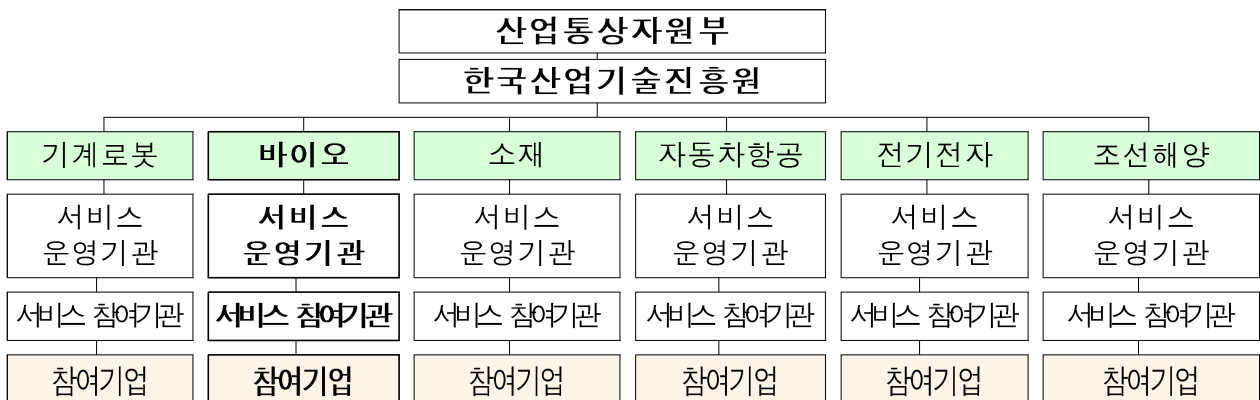 산업통상자원부
한국산업기술진흥원
기계로봇 바이오 소재 자동차항공 전기전자 조선해양
서비스 서비스 서비스 서비스 서비스 서비스
운영기관 운영기관 운영기관 운영기관 운영기관 운영기관
서비스 참여기관 서비스 참여기관 서비스 참여기관 서비스 참여기관 서비스 참여기관 서비스 참여기관
참여기업 참여기업 참여기업 참여기업 참여기업 참여기업